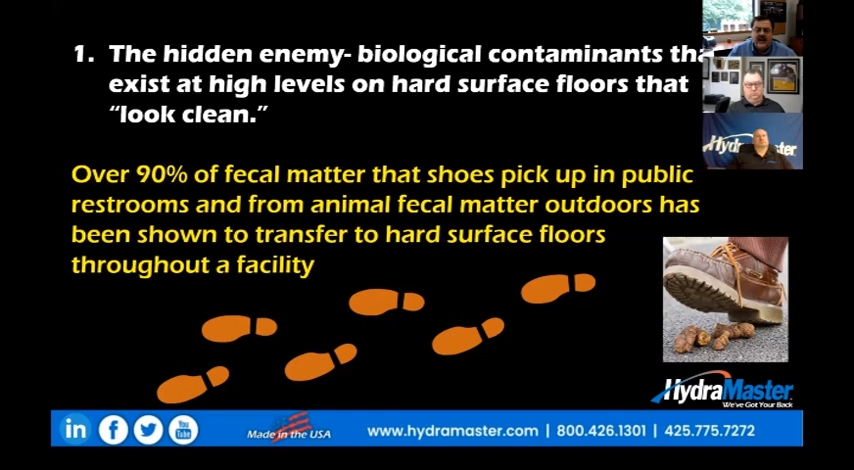 1. The hidden enemy- biological contaminants tha
exist at high levels on hard surface floors that
“look clean.”
Over 90% of fecal matter that shoes pick up in public
restrooms and from animal fecal matter outdoors has
been shown to transfer to hard surface floors
throughout a facility
HydraMaster
We've Got Your Back
in
f
You
Tube
Made in the USA
www.hydramaster.com | 800.426.1301 | 425.775.7272